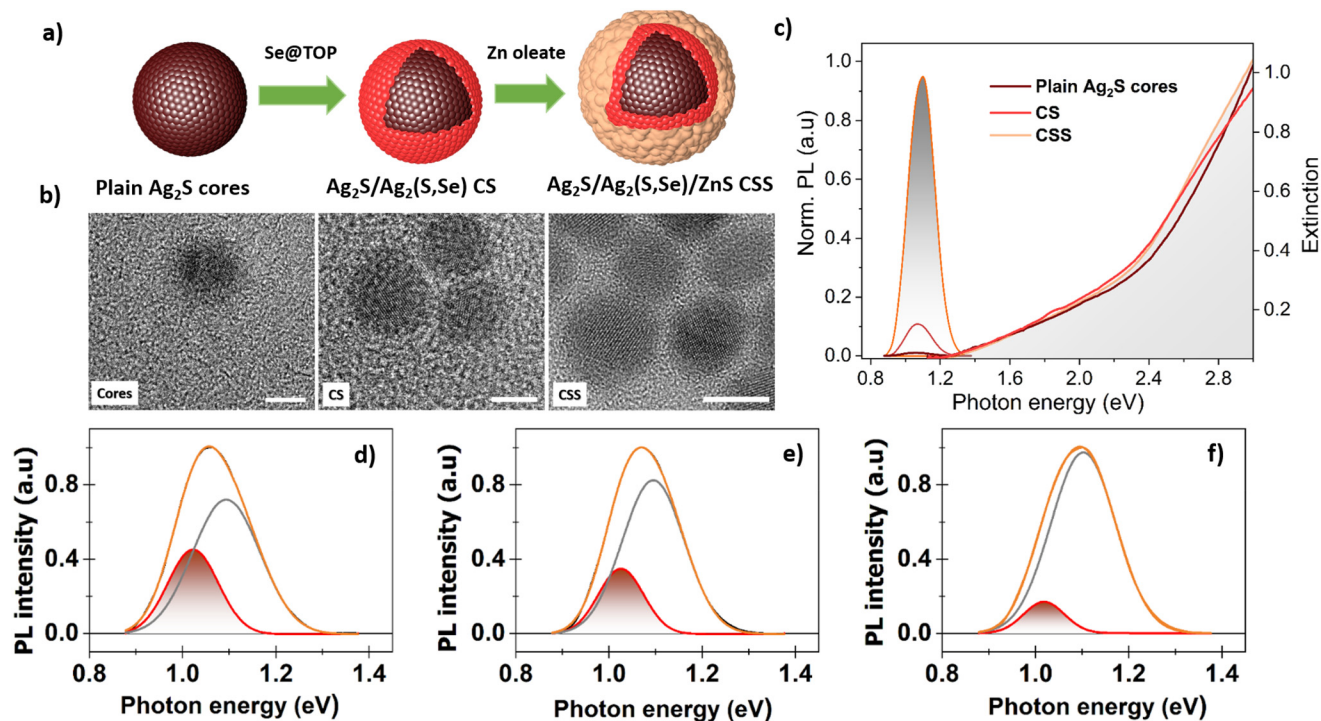 a)
Se@TOP
Zn oleate
Plain Ag₂S cores
Ag₂S/Ag₂(S,Se) CS
Ag₂S/Ag₂(S,Se)/ZnS CSS
b)
Cores
CS
CSS
c)
Norm. PL (a.u)
1.0
0.8
0.6
0.4
0.2
0.0
Plain Ag₂S cores
CS
CSS
1.0
0.8
0.6
0.4
0.2
Extinction
0.8 1.2 1.6 2.0 2.4 2.8
Photon energy (eV)
d)
PL intensity (a.u)
0.8
0.4
0.0
0.8 1.0 1.2 1.4
Photon energy (eV)
e)
PL intensity (a.u)
0.8
0.4
0.0
0.8 1.0 1.2 1.4
Photon energy (eV)
f)
PL intensity (a.u)
0.8
0.4
0.0
0.8 1.0 1.2 1.4
Photon energy (eV)